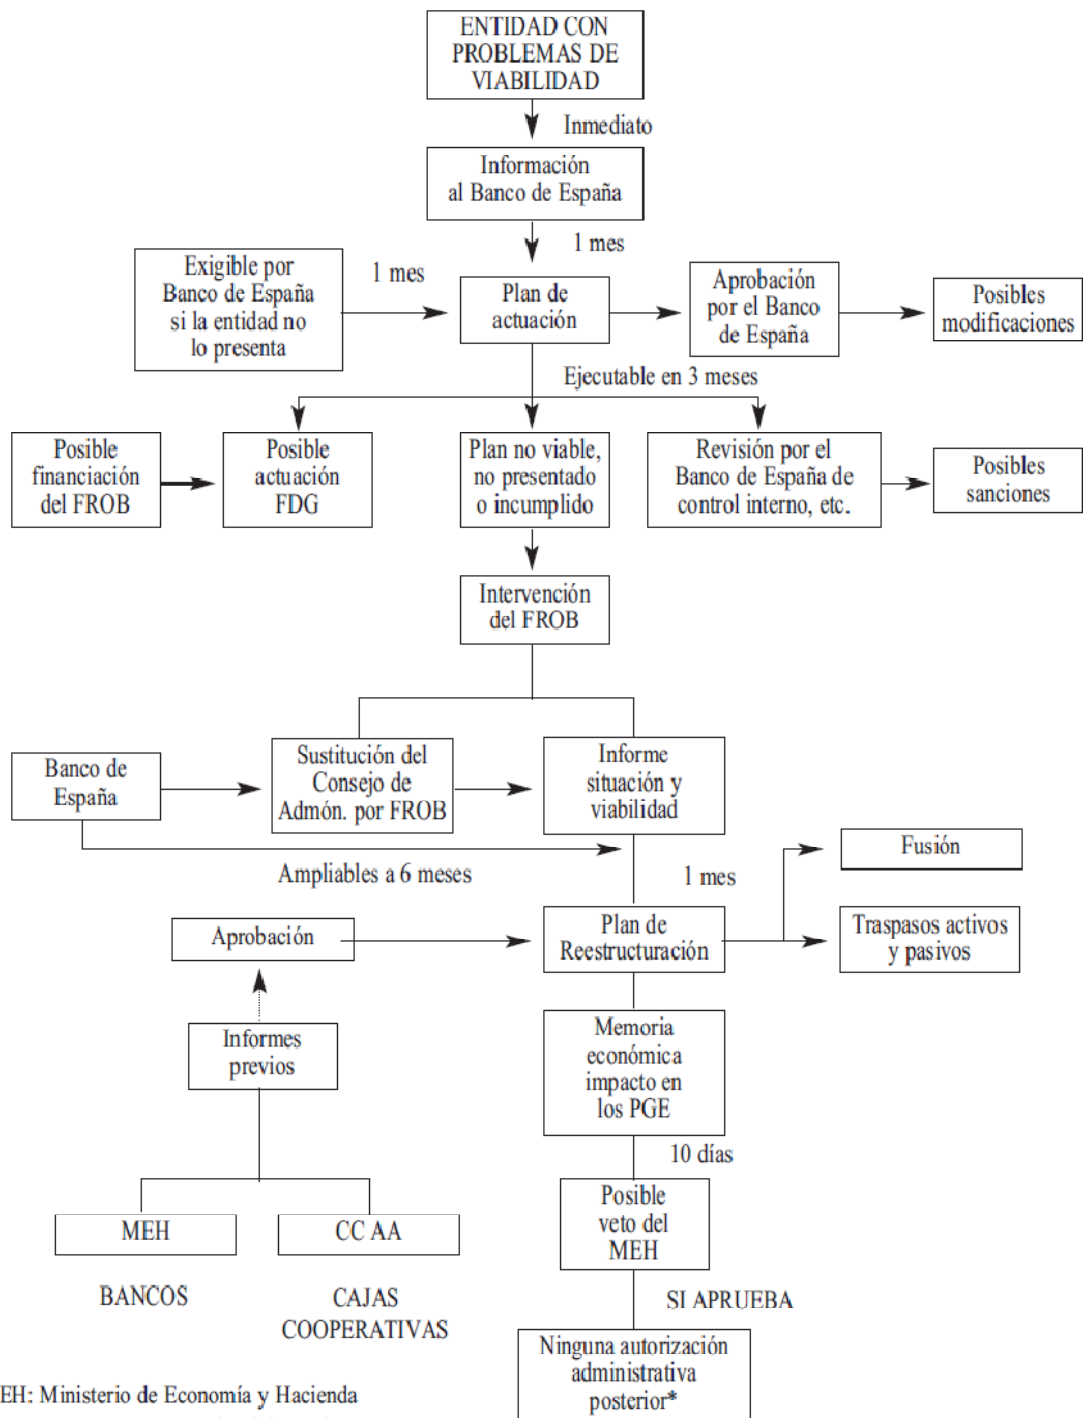 ENTIDAD CON
PROBLEMAS DE
VIABILIDAD
Inmediato
Información
al Banco de España
1 mes
Exigible por
Banco de España
si la entidad no
lo presenta
1 mes
Plan de
actuación
Aprobación
por el Banco
de España
Posibles
modificaciones
Ejecutable en 3 meses
Posible
financiación
del FROB
Posible
actuación
FDG
Plan no viable,
no presentado
o incumplido
Revisión por el
Banco de España de
control interno, etc.
Posibles
sanciones
Intervención
del FROB
Banco de
España
Sustitución del
Consejo de
Admón. por FROB
Informe
situación y
viabilidad
Ampliables a 6 meses
1 mes
Fusión
Aprobación
Plan de
Reestructuración
Traspasos activos
y pasivos
Informes
previos
Memoria
económica
impacto en
los PGE
10 días
MEH
CC AA
Posible
veto del
MEH
BANCOS
CAJAS
COOPERATIVAS
SI APRUEBA
Ninguna autorización
administrativa
posterior*
EH: Ministerio de Economía y Hacienda